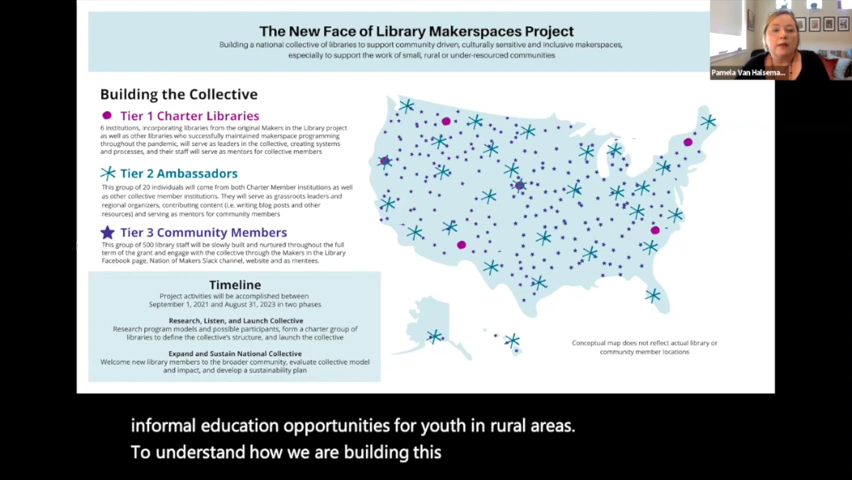 The New Face of Library Makerspaces Project
Building a national collective of libraries to support community driven, culturally sensitive and inclusive makerspaces,
especially to support the work of small, rural or under-resourced communities
Pamela Van Halsema...
Building the Collective
Tier 1 Charter Libraries
6 institutions, incorporating libraries from the original Makers in the Library project
as well as other libraries who successfully maintained makerspace programming
throughout the pandemic, will serve as leaders in the collective, creating systems
and processes, and their staff will serve as mentors for collective members
Tier 2 Ambassadors
This group of 20 individuals will come from both Charter Member institutions as well
as other collective member institutions. They will serve as grassroots leaders and
regional organizers, contributing content (i.e. writing blog posts and other
resources) and serving as mentors for community members
Tier 3 Community Members
This group of 500 library staff will be slowly built and nurtured throughout the full
term of the grant and engage with the collective through the Makers in the Library
Facebook page, Nation of Makers Slack channel, website and as mentees.
Timeline
Project activities will be accomplished between
September 1, 2021 and August 31, 2023 in two phases
Research, Listen, and Launch Collective
Research program models and possible participants, form a charter group of
libraries to define the collective's structure, and launch the collective
Expand and Sustain National Collective
Welcome new library members to the broader community, evaluate collective model
and impact, and develop a sustainability plan
Conceptual map does not reflect actual library or
community member locations
informal education opportunities for youth in rural areas.
To understand how we are building this